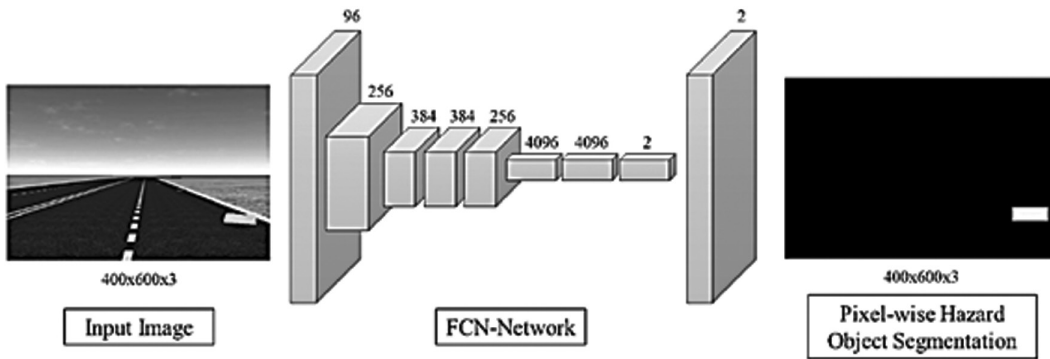 96
2
256
384
384
256
4096
4096
2
400x600x3
400x600x3
Input Image
FCN-Network
Pixel-wise Hazard
Object Segmentation